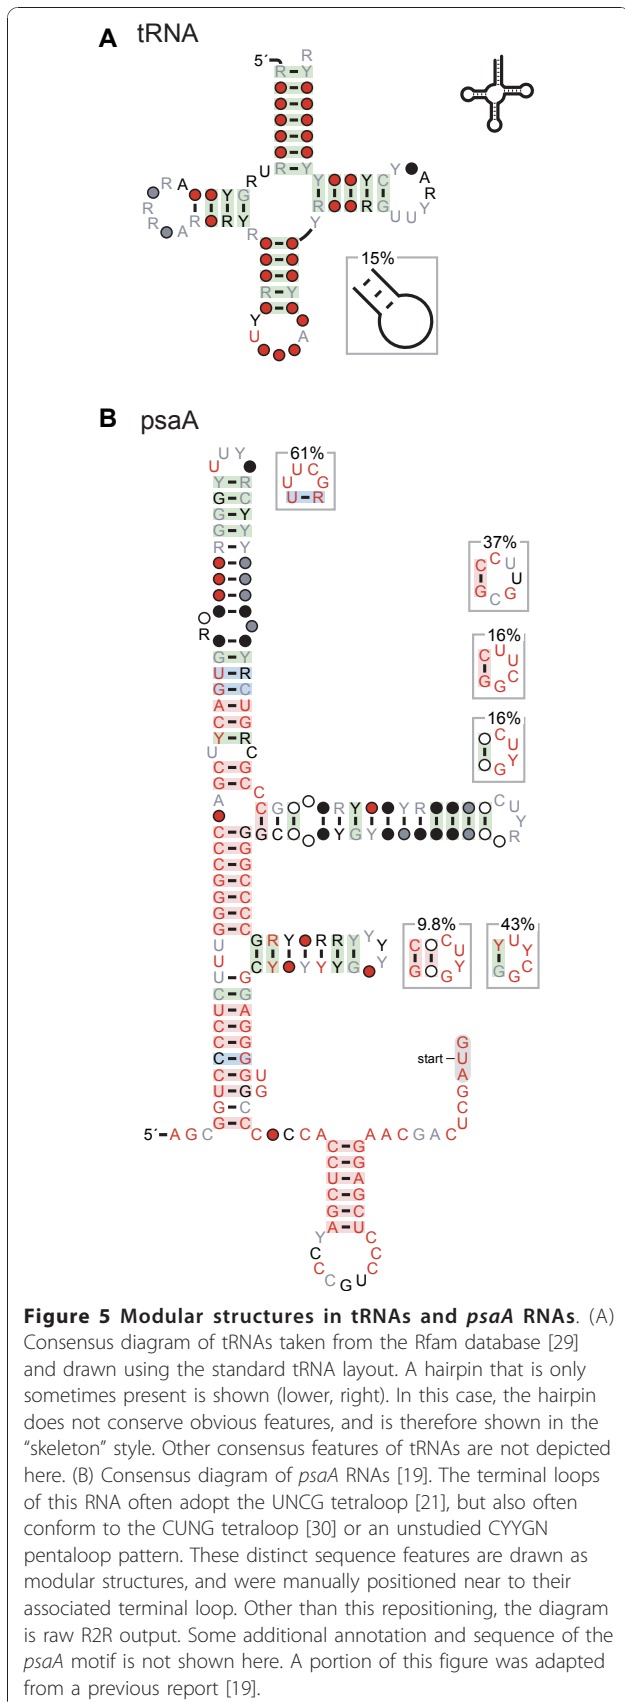 A tRNA
5´
R
R Y
R Y
U
R
Y G
A
R
R
R
R
A
R R Y
R
Y Y C Y
A
R
Y
U
U
G R R
Y
R Y
Y
U
A
15%
B psaA
U U Y
U
Y R
G C
G Y
G Y
R Y
R
G Y
U R
G C
A U
C G
Y R
U C
C G
G C
A
C
C G R Y Y R C U
Y
R
G G C Y G Y
C G
C G
C G
C C
G C
G C
G C
U
U
U G
G R Y R R Y Y
Y
Y
C Y Y Y Y G
C G
U A
C G
C G
C G
C G
U G
G C
G C
U
G
61%
U U C G
U R
37%
C C U
U
G C G
16%
C U U
C
G G
16%
C U
Y
G
9.8%
C C U
Y
G G
43%
Y U Y
C
G G
start
G
U
A
G
C
U
5´ A G C
C C C A
A A C G A C
C G
C G
U A
C G
G C
A U
Y
C
C
C G U
C
C
C
Figure 5 Modular structures in tRNAs and psaA RNAs. (A)
Consensus diagram of tRNAs taken from the Rfam database [29]
and drawn using the standard tRNA layout. A hairpin that is only
sometimes present is shown (lower, right). In this case, the hairpin
does not conserve obvious features, and is therefore shown in the
“skeleton” style. Other consensus features of tRNAs are not depicted
here. (B) Consensus diagram of psaA RNAs [19]. The terminal loops
of this RNA often adopt the UNCG tetraloop [21], but also often
conform to the CUNG tetraloop [30] or an unstudied CYYGN
pentaloop pattern. These distinct sequence features are drawn as
modular structures, and were manually positioned near to their
associated terminal loop. Other than this repositioning, the diagram
is raw R2R output. Some additional annotation and sequence of the
psaA motif is not shown here. A portion of this figure was adapted
from a previous report [19].